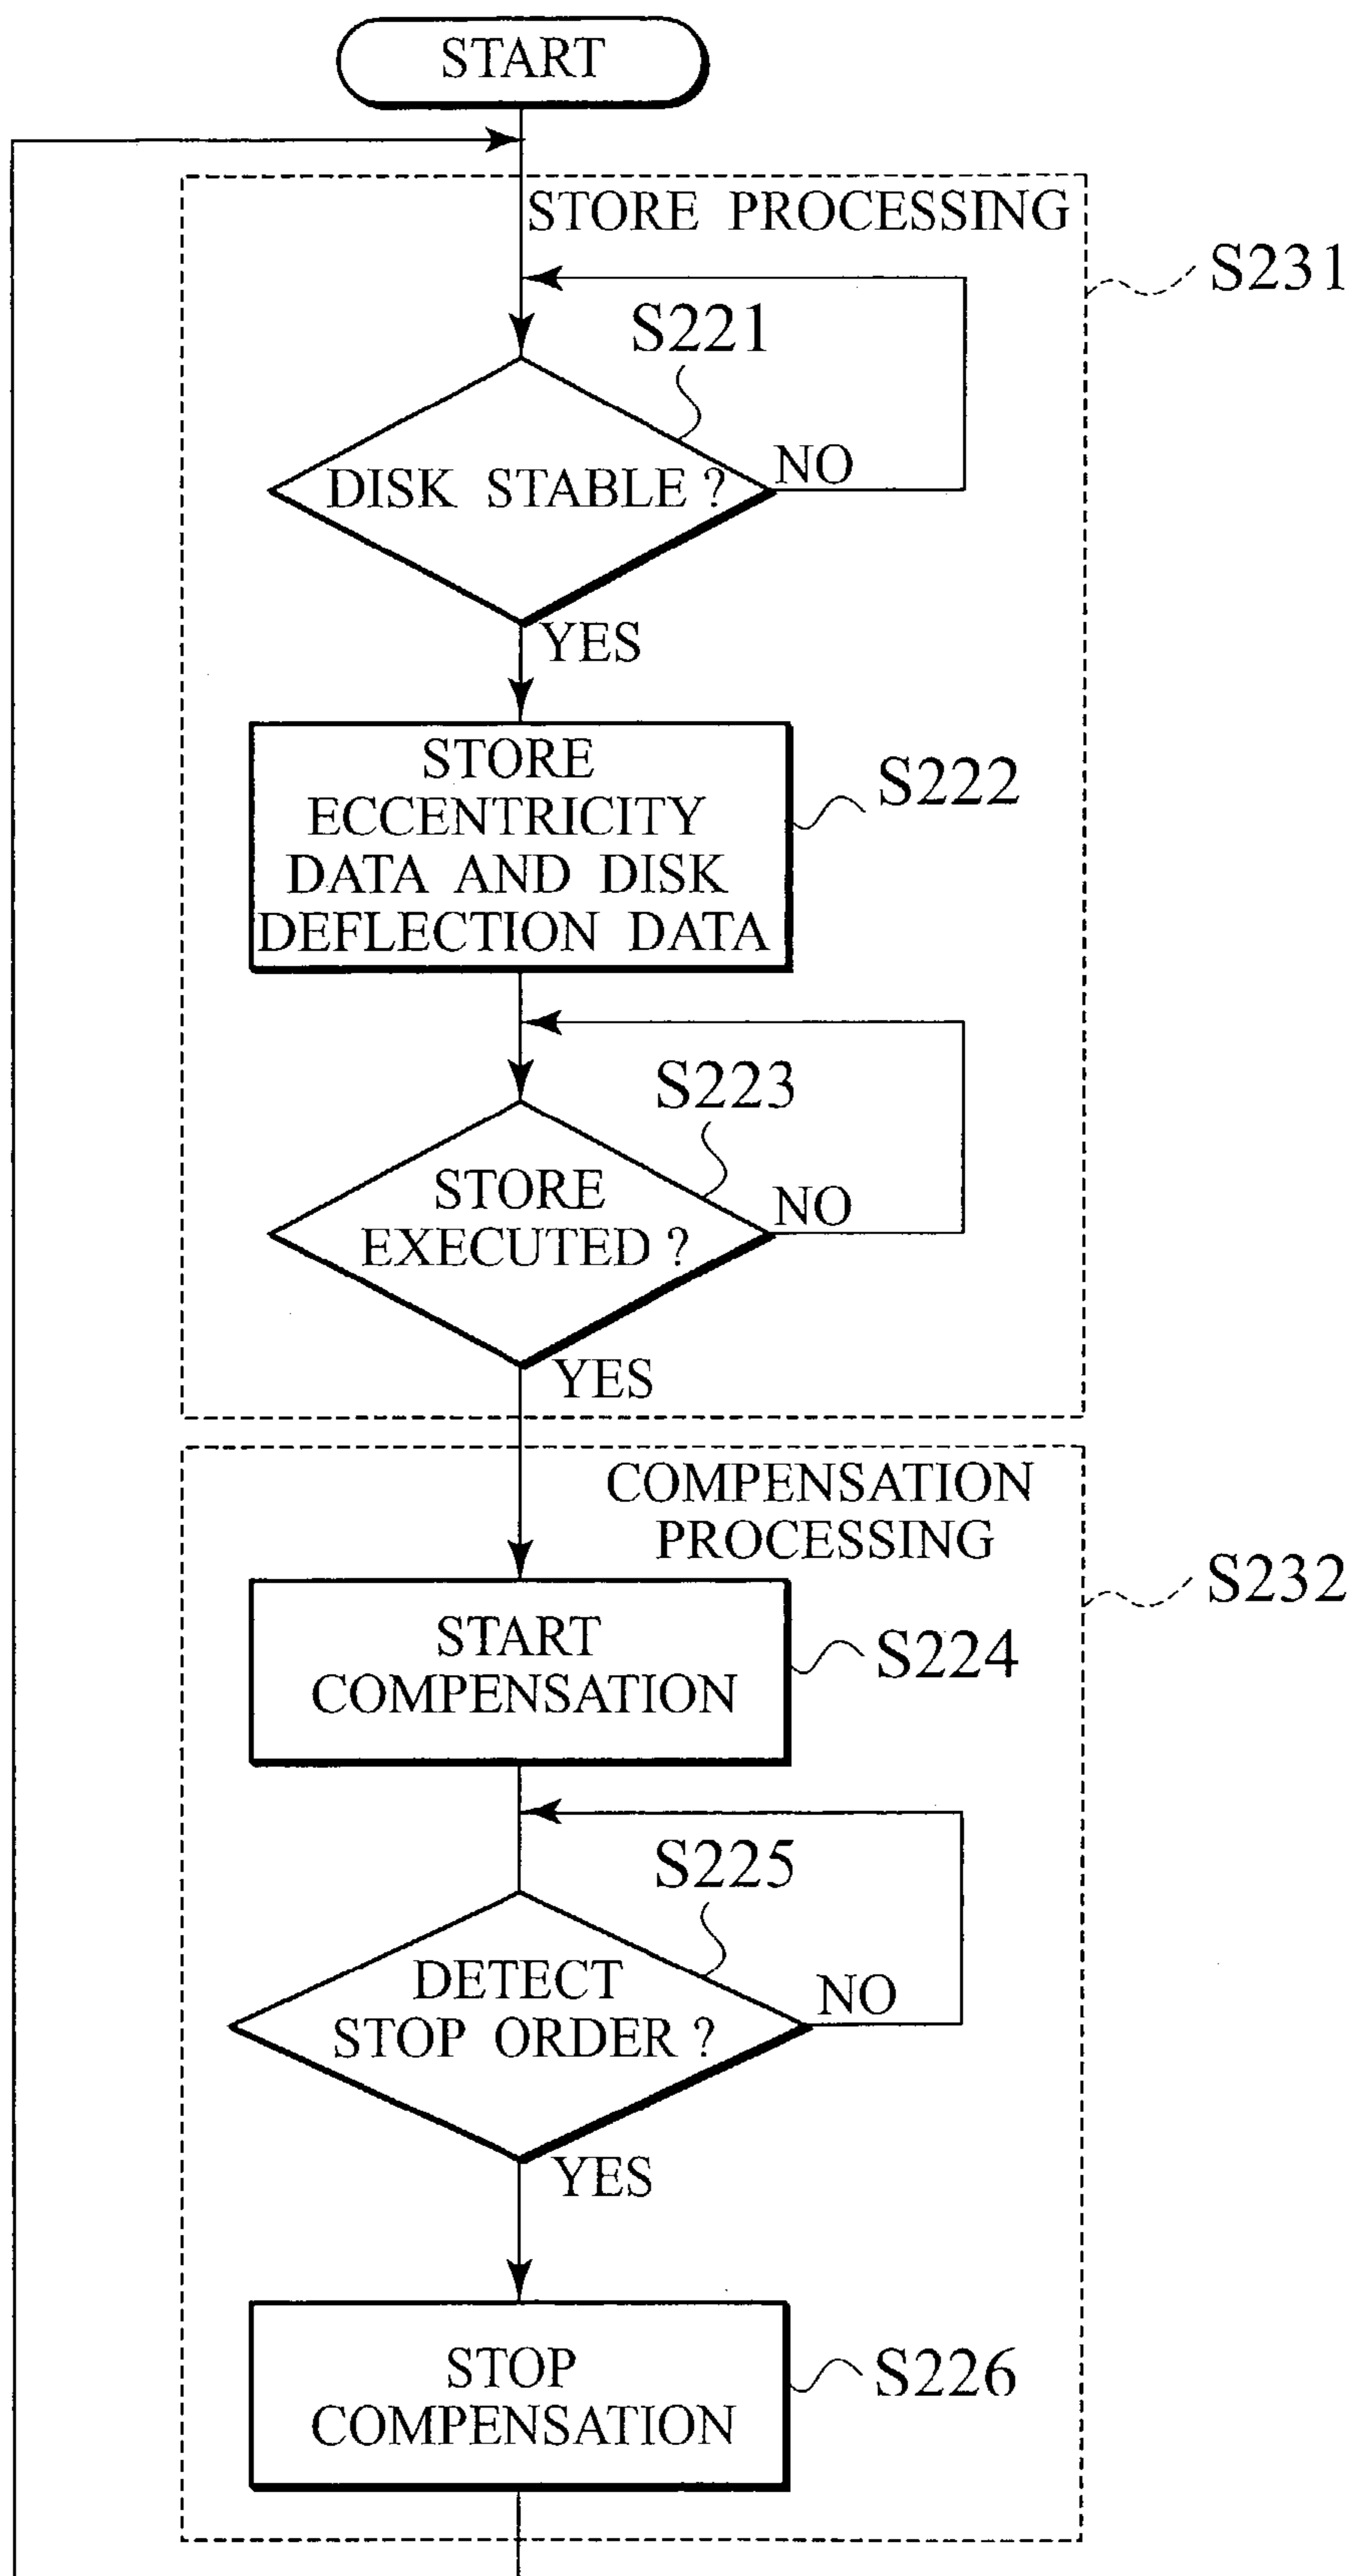 START
STORE PROCESSING
S231
S221
DISK STABLE ?
NO
YES
STORE
ECCENTRICITY
DATA AND DISK
DEFLECTION DATA
S222
S223
STORE
EXECUTED ?
NO
YES
COMPENSATION
PROCESSING
S232
START
COMPENSATION
S224
S225
DETECT
STOP ORDER ?
NO
YES
STOP
COMPENSATION
S226